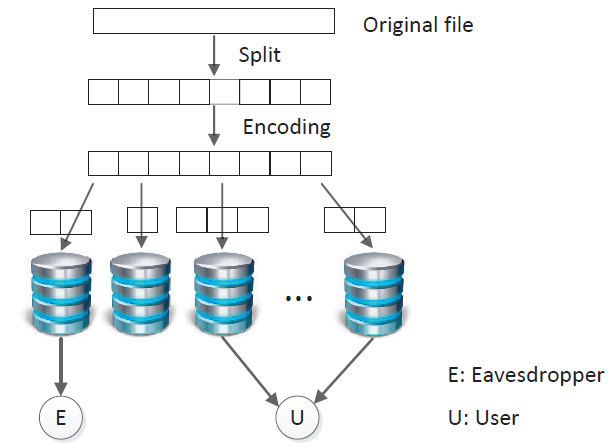 Original file
Split
Encoding
...
E: Eavesdropper
E
U
U: User